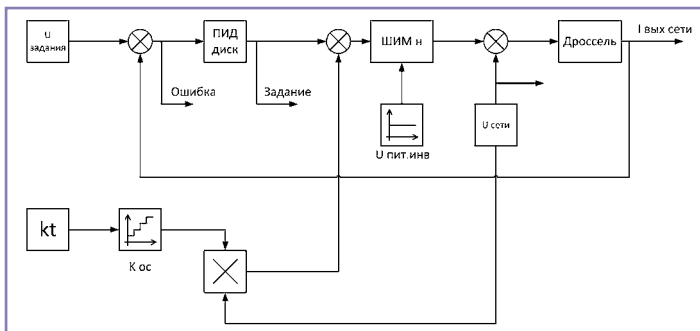 u
задания
ПИД
диск
ШИМ н
Дроссель
I вых сети
Ошибка
Задание
U пит.инв
U сети
kt
К ос